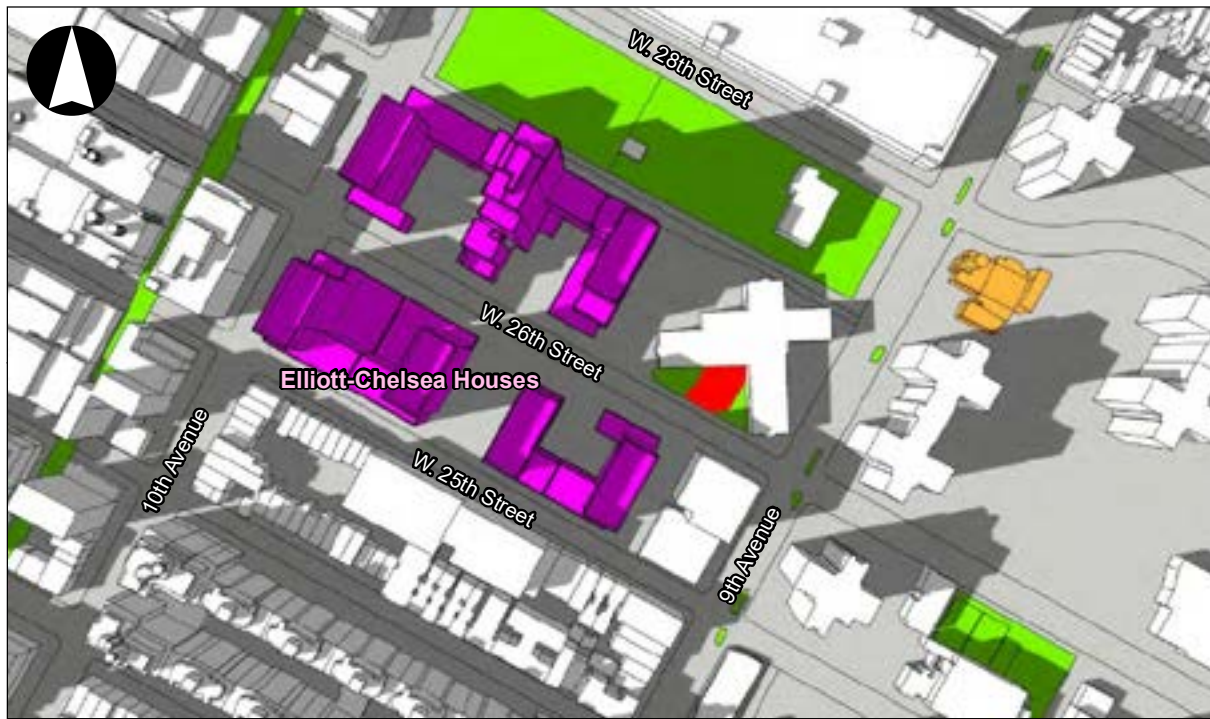 W. 28th Street
W. 26th Street
Elliott-Chelsea Houses
10th Avenue
W. 25th Street
9th Avenue